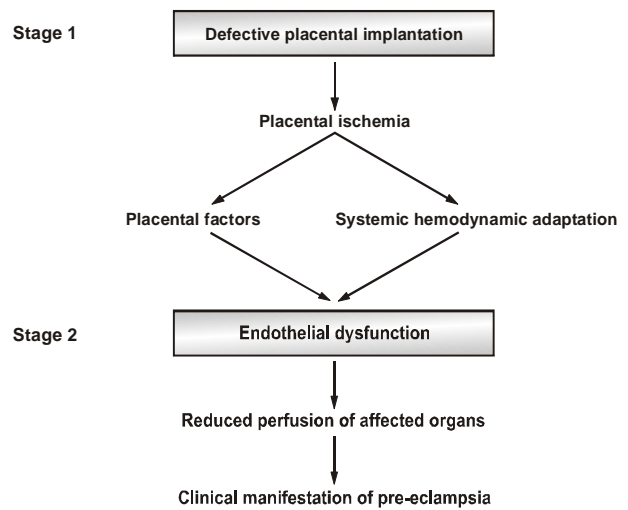 Stage 1
Defective placental implantation
Placental ischemia
Placental factors
Systemic hemodynamic adaptation
Stage 2
Endothelial dysfunction
Reduced perfusion of affected organs
Clinical manifestation of pre-eclampsia